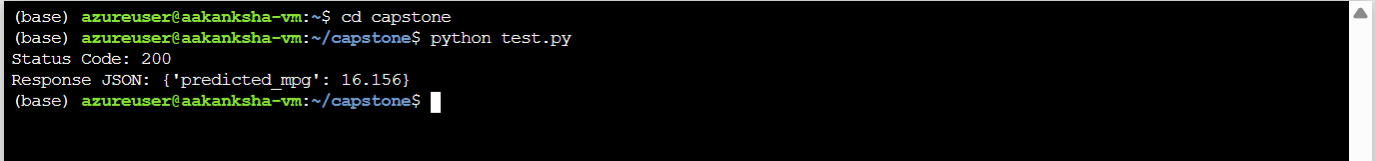 (base) azureuser@aakanksha-vm:~$ cd capstone
(base) azureuser@aakanksha-vm:~/capstone$ python test.py
Status Code: 200
Response JSON: {'predicted_mpg': 16.156}
(base) azureuser@aakanksha-vm:~/capstone$